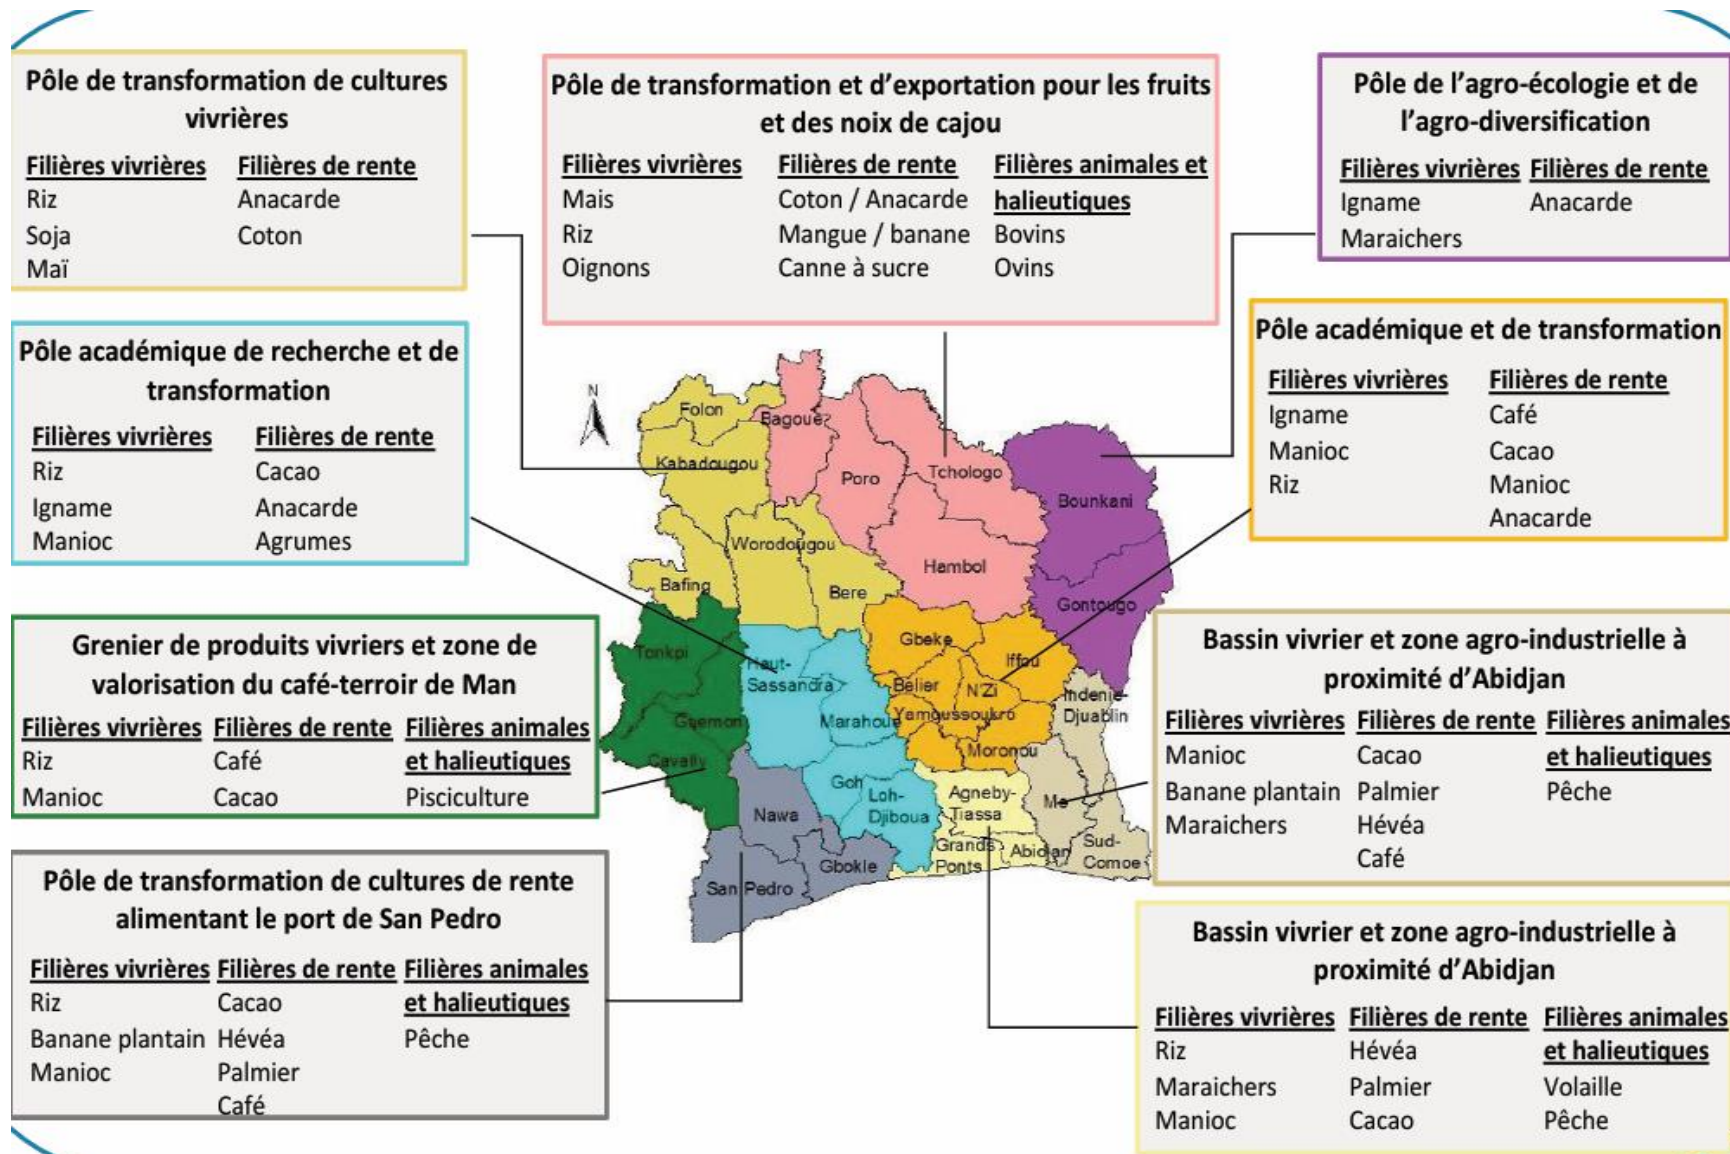 Pôle de transformation de cultures
vivrières
Filières vivrières Filières de rente
Riz Anacarde
Soja Coton
Maï
Pôle de transformation et d'exportation pour les fruits
et des noix de cajou
Filières vivrières Filières de rente Filières animales et
halieutiques
Mais Coton / Anacarde
Riz Mangue / banane Bovins
Oignons Canne à sucre Ovins
Pôle de l'agro-écologie et de
l'agro-diversification
Filières vivrières Filières de rente
Igname Anacarde
Maraichers
Pôle académique de recherche et de
transformation
Filières vivrières Filières de rente
Riz Cacao
Igname Anacarde
Manioc Agrumes
Pôle académique et de transformation
Filières vivrières Filières de rente
Igname Café
Manioc Cacao
Riz Manioc
Anacarde
Grenier de produits vivriers et zone de
valorisation du café-terroir de Man
Filières vivrières Filières de rente Filières animales
et halieutiques
Riz Café
Manioc Cacao Pisciculture
Bassin vivrier et zone agro-industrielle à
proximité d'Abidjan
Filières vivrières Filières de rente Filières animales
et halieutiques
Manioc Cacao
Banane plantain Palmier Pêche
Maraichers Hévéa
Café
Pôle de transformation de cultures de rente
alimentant le port de San Pedro
Filières vivrières Filières de rente Filières animales
et halieutiques
Riz Cacao
Banane plantain Hévéa Pêche
Manioc Palmier
Café
Bassin vivrier et zone agro-industrielle à
proximité d'Abidjan
Filières vivrières Filières de rente Filières animales
et halieutiques
Riz Hévéa
Maraichers Palmier Volaille
Manioc Cacao Pêche
N
Folon
Bagoue
Kabadougou
Poro
Tchologo
Bounkani
Worodougou
Hambol
Bafing
Bere
Gontougo
Tonkpi
Gbeke
Iffou
Haut-
Sassandra
Belier
N'Zi
Indenie-
Djuablin
Guemon
Marahoue
Yamoussoukro
Cavally
Moronou
Goh
Loh-
Djiboua
Agneby-
Tiassa
Me
Nawa
Grands
Ponts
Abidjan
Sud-
Comoe
Gbokle
San Pedro